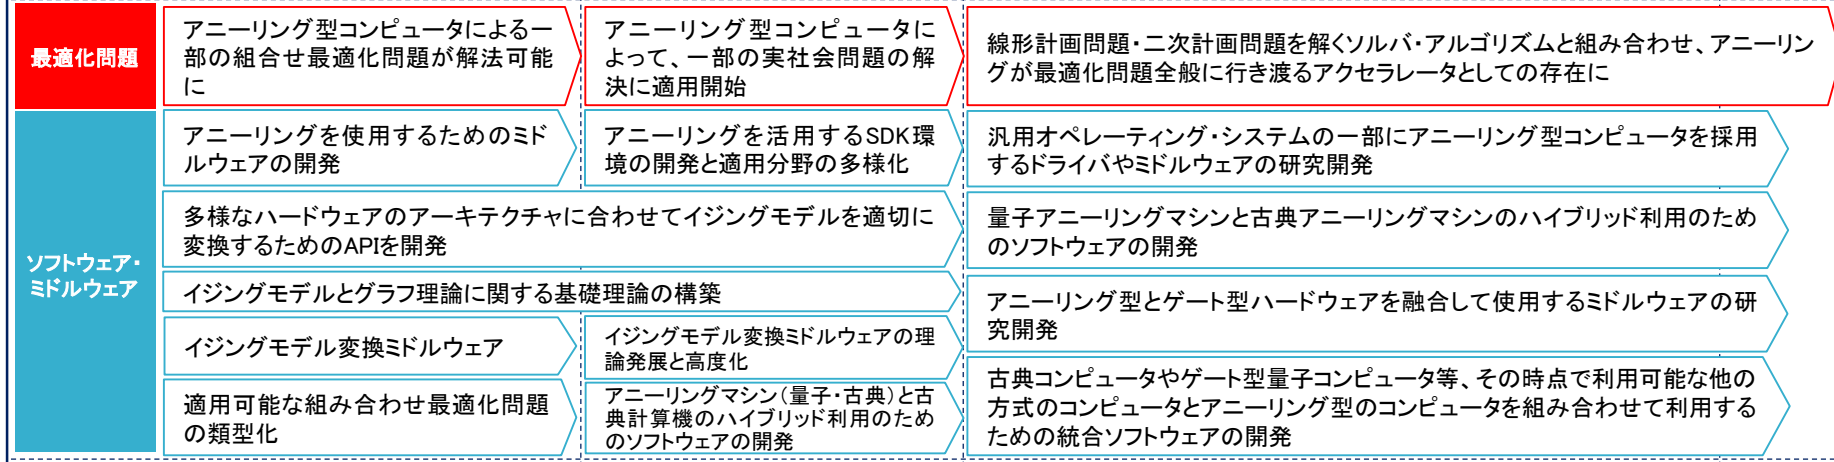 最適化問題
アニーリング型コンピュータによる一
部の組合せ最適化問題が解法可能
に
アニーリング型コンピュータに
よって、一部の実社会問題の解
決に適用開始
線形計画問題・二次計画問題を解くソルバ・アルゴリズムと組み合わせ、アニーリン
グが最適化問題全般に行き渡るアクセラレータとしての存在に
ソフトウェア・
ミドルウェア
アニーリングを使用するためのミド
ルウェアの開発
アニーリングを活用するSDK環
境の開発と適用分野の多様化
汎用オペレーティング・システムの一部にアニーリング型コンピュータを採用
するドライバやミドルウェアの研究開発
多様なハードウェアのアーキテクチャに合わせてイジングモデルを適切に
変換するためのAPIを開発
量子アニーリングマシンと古典アニーリングマシンのハイブリッド利用のため
のソフトウェアの開発
イジングモデルとグラフ理論に関する基礎理論の構築
アニーリング型とゲート型ハードウェアを融合して使用するミドルウェアの研
究開発
イジングモデル変換ミドルウェア
イジングモデル変換ミドルウェアの理
論発展と高度化
適用可能な組み合わせ最適化問題
の類型化
アニーリングマシン（量子・古典）と古
典計算機のハイブリッド利用のため
のソフトウェアの開発
古典コンピュータやゲート型量子コンピュータ等、その時点で利用可能な他の
方式のコンピュータとアニーリング型のコンピュータを組み合わせて利用する
ための統合ソフトウェアの開発